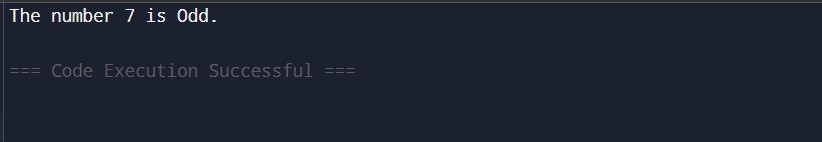 The number 7 is Odd.
=== Code Execution Successful ===